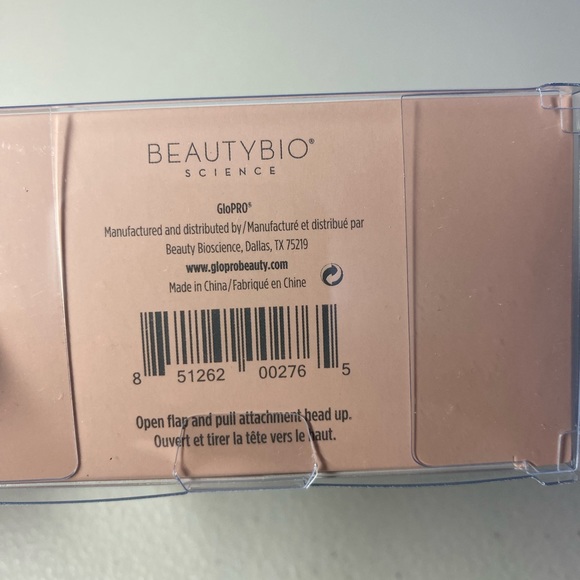 BEAUTYBIO®
SCIENCE
GloPRO®
Manufactured and distributed by/Manufacturé et distribué par
Beauty Bioscience, Dallas, TX 75219
www.gloprobeauty.com
Made in China/Fabriqué en Chine
8 51262 00276 5
Open flap and pull attachment head up.
Ouvert et tirer la tête vers le haut.